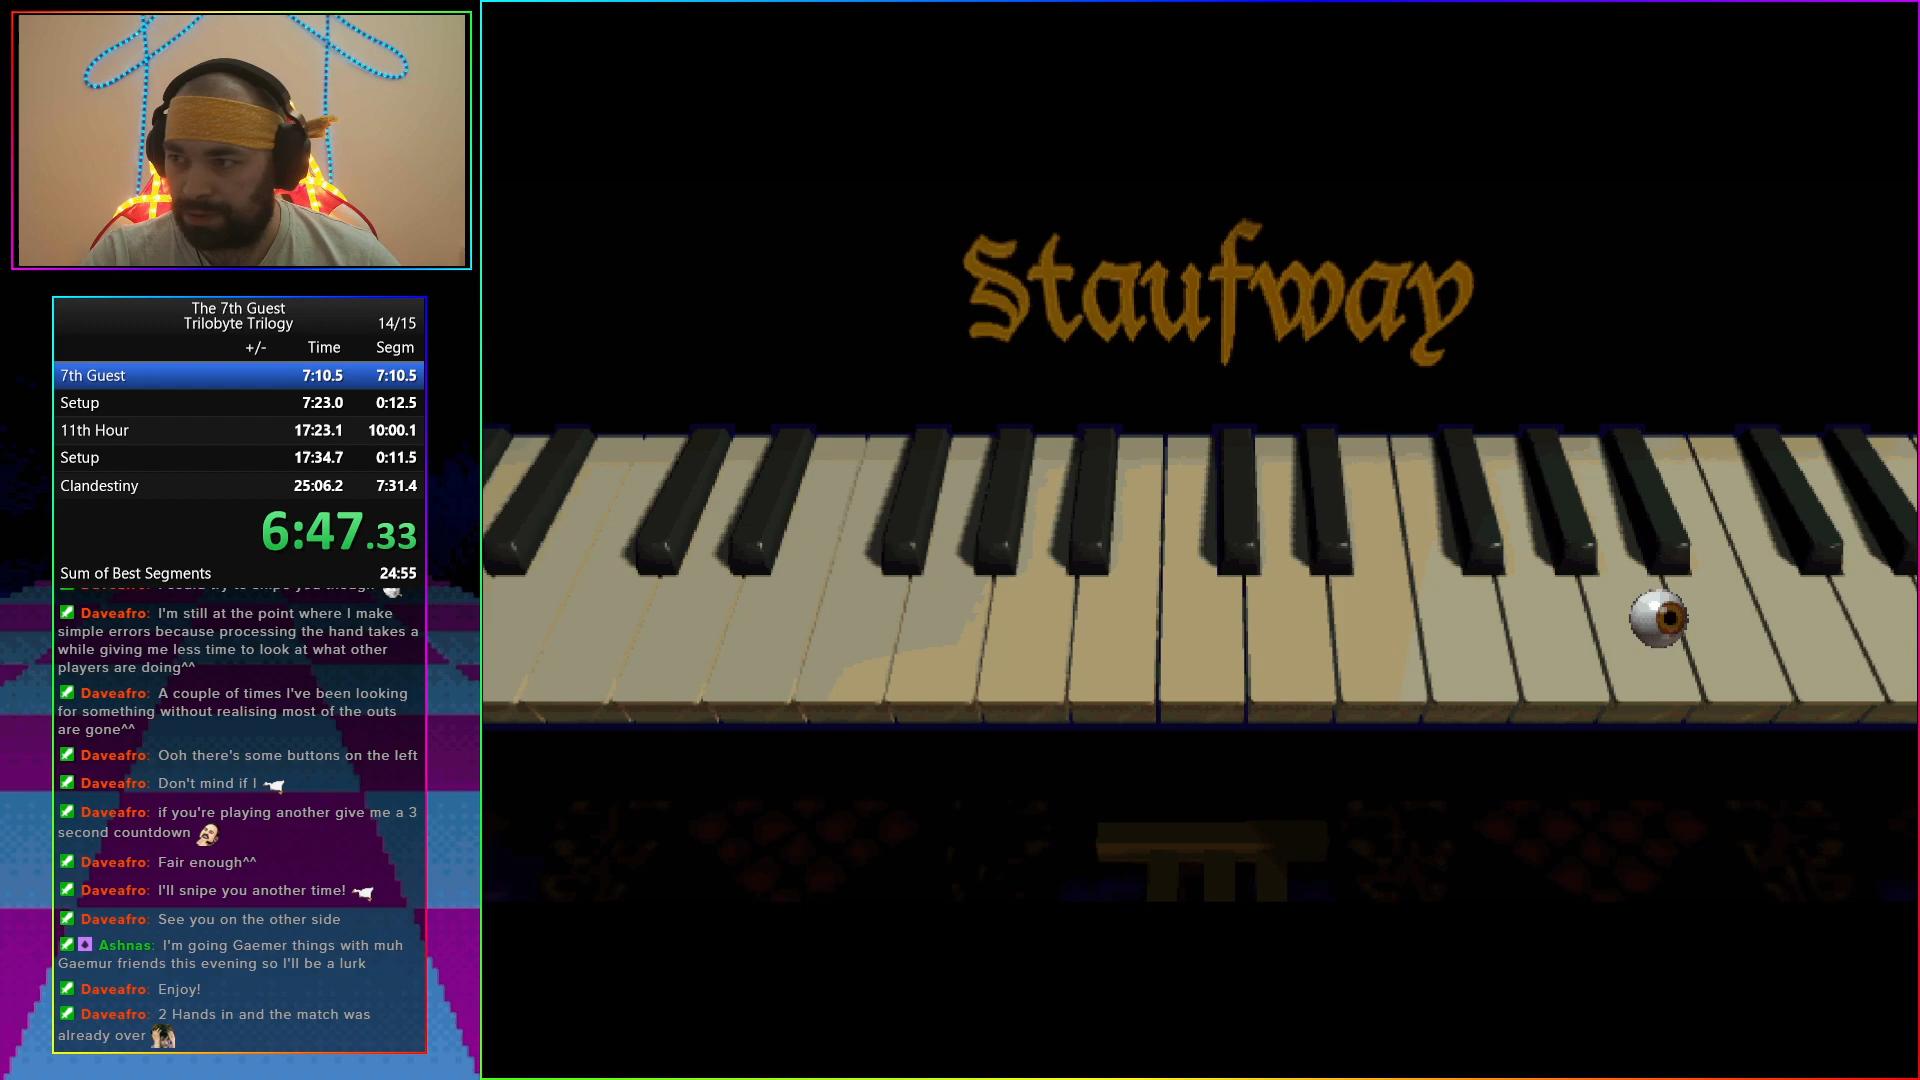 The 7th Guest
Trilobyte Trilogy 14/15
+/- Time Segm
7th Guest 7:10.5 7:10.5
Setup 7:23.0 0:12.5
11th Hour 17:23.1 10:00.1
Setup 17:34.7 0:11.5
Clandestiny 25:06.2 7:31.4
6:47.33
Sum of Best Segments 24:55
Daveafro: I'm still at the point where I make
simple errors because processing the hand takes a
while giving me less time to look at what other
players are doing^^
Daveafro: A couple of times I've been looking
for something without realising most of the outs
are gone^^
Daveafro: Ooh there's some buttons on the left
Daveafro: Don't mind if I
Daveafro: if you're playing another give me a 3
second countdown
Daveafro: Fair enough^^
Daveafro: I'll snipe you another time!
Daveafro: See you on the other side
Ashnas: I'm going Gaemer things with muh
Gaemur friends this evening so I'll be a lurk
Daveafro: Enjoy!
Daveafro: 2 Hands in and the match was
already over
Staufway